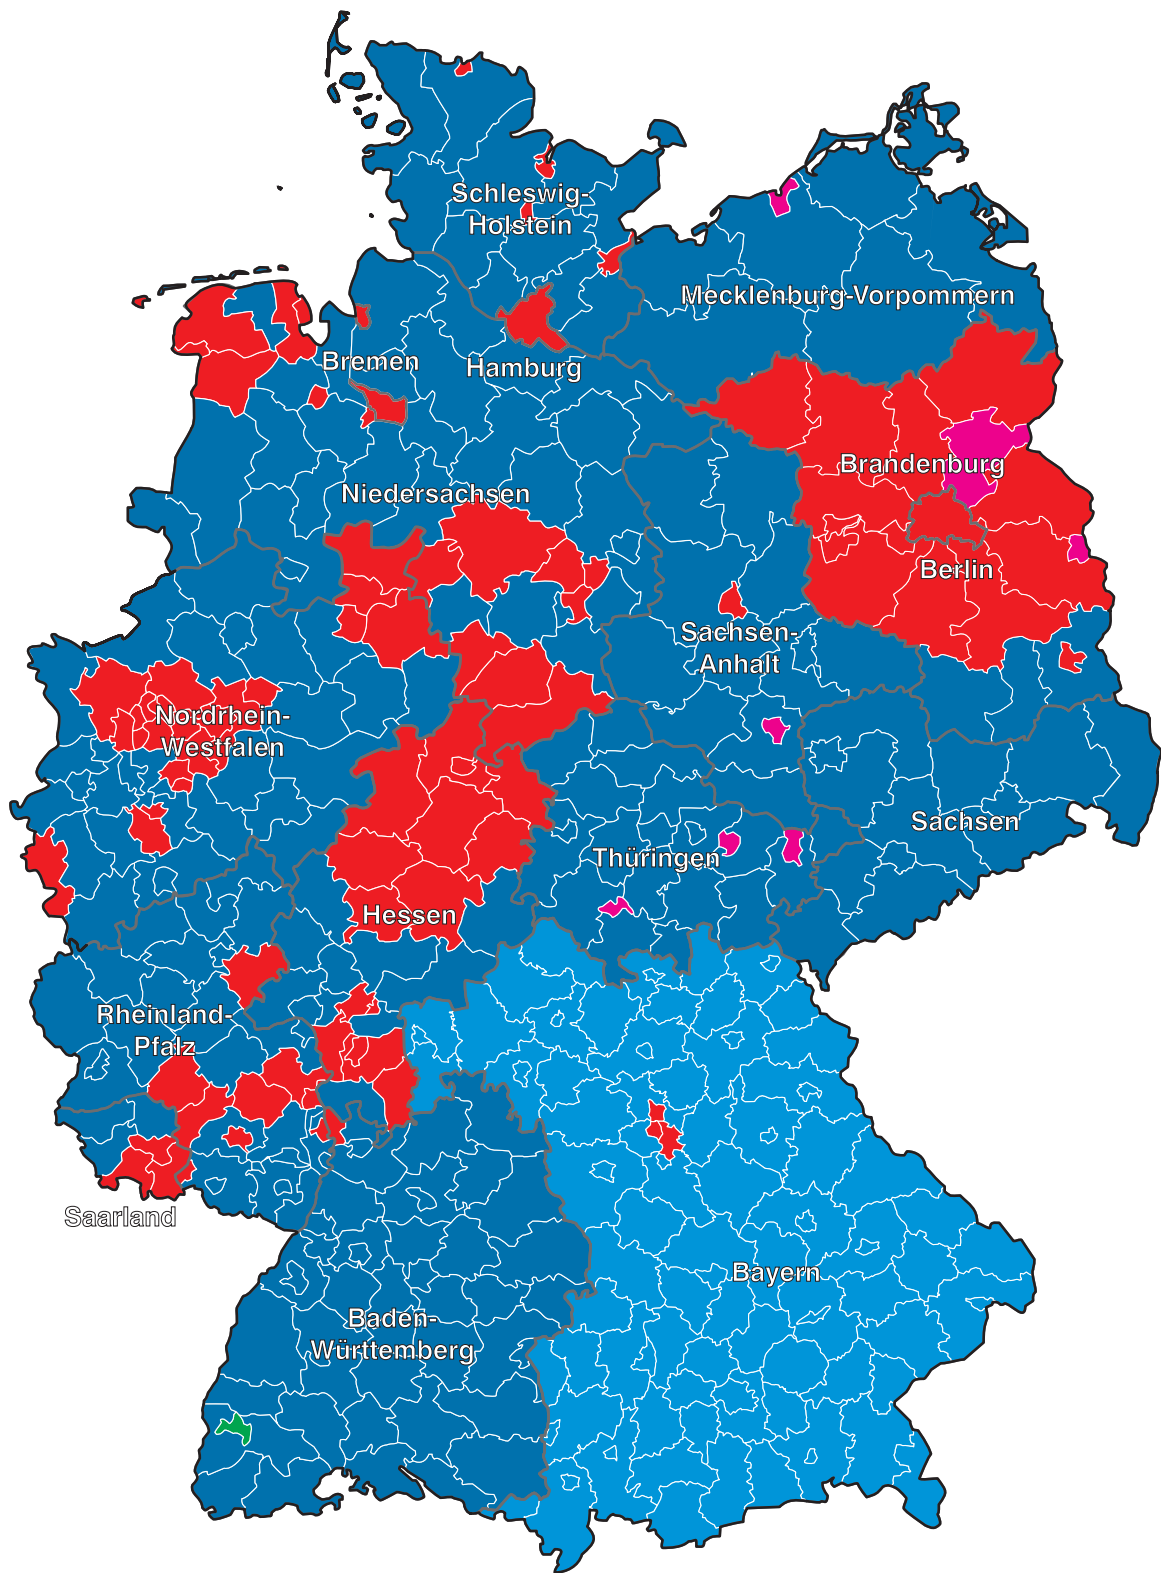 Schleswig-
Holstein
Mecklenburg-Vorpommern
Bremen
Hamburg
Brandenburg
Niedersachsen
Berlin
Sachsen-
Anhalt
Nordrhein-
Westfalen
Sachsen
Thüringen
Hessen
Rheinland-
Pfalz
Saarland
Bayern
Baden-
Württemberg